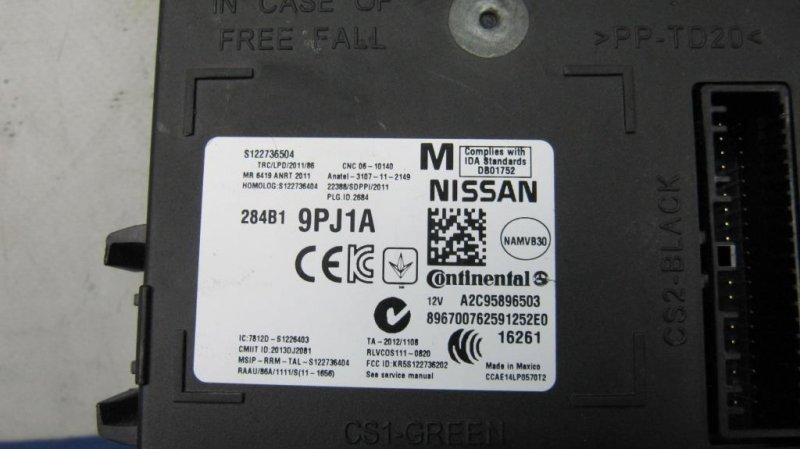 IN CASE OF
FREE FALL
>PP-TD20<
S122736504
TRC/LPD/2011/86
CNC 06-10140
MR 6419 ANRT 2011
Anatel-3107-11-2149
HOMOLOG:S122736404
22388/SDPPI/2011
PLG.ID.2684
M
Complies with
IDA Standards
DB01752
NISSAN
284B1 9PJ1A
NAMVB30
CE
Continental
12V A2C95896503
896700762591252E0
16261
IC:7812D-S1226403
CMIIT ID:2013DJ2081
MSIP-RRM-TAL-S122736404
RAAU/86A/1111/S(11-1656)
TA-2012/1108
RLVCOS111-0820
FCC ID:KR5S122736202
See service manual
Made in Mexico
CCAE14LP0570T2
CS2-BLACK
CS1-GREEN